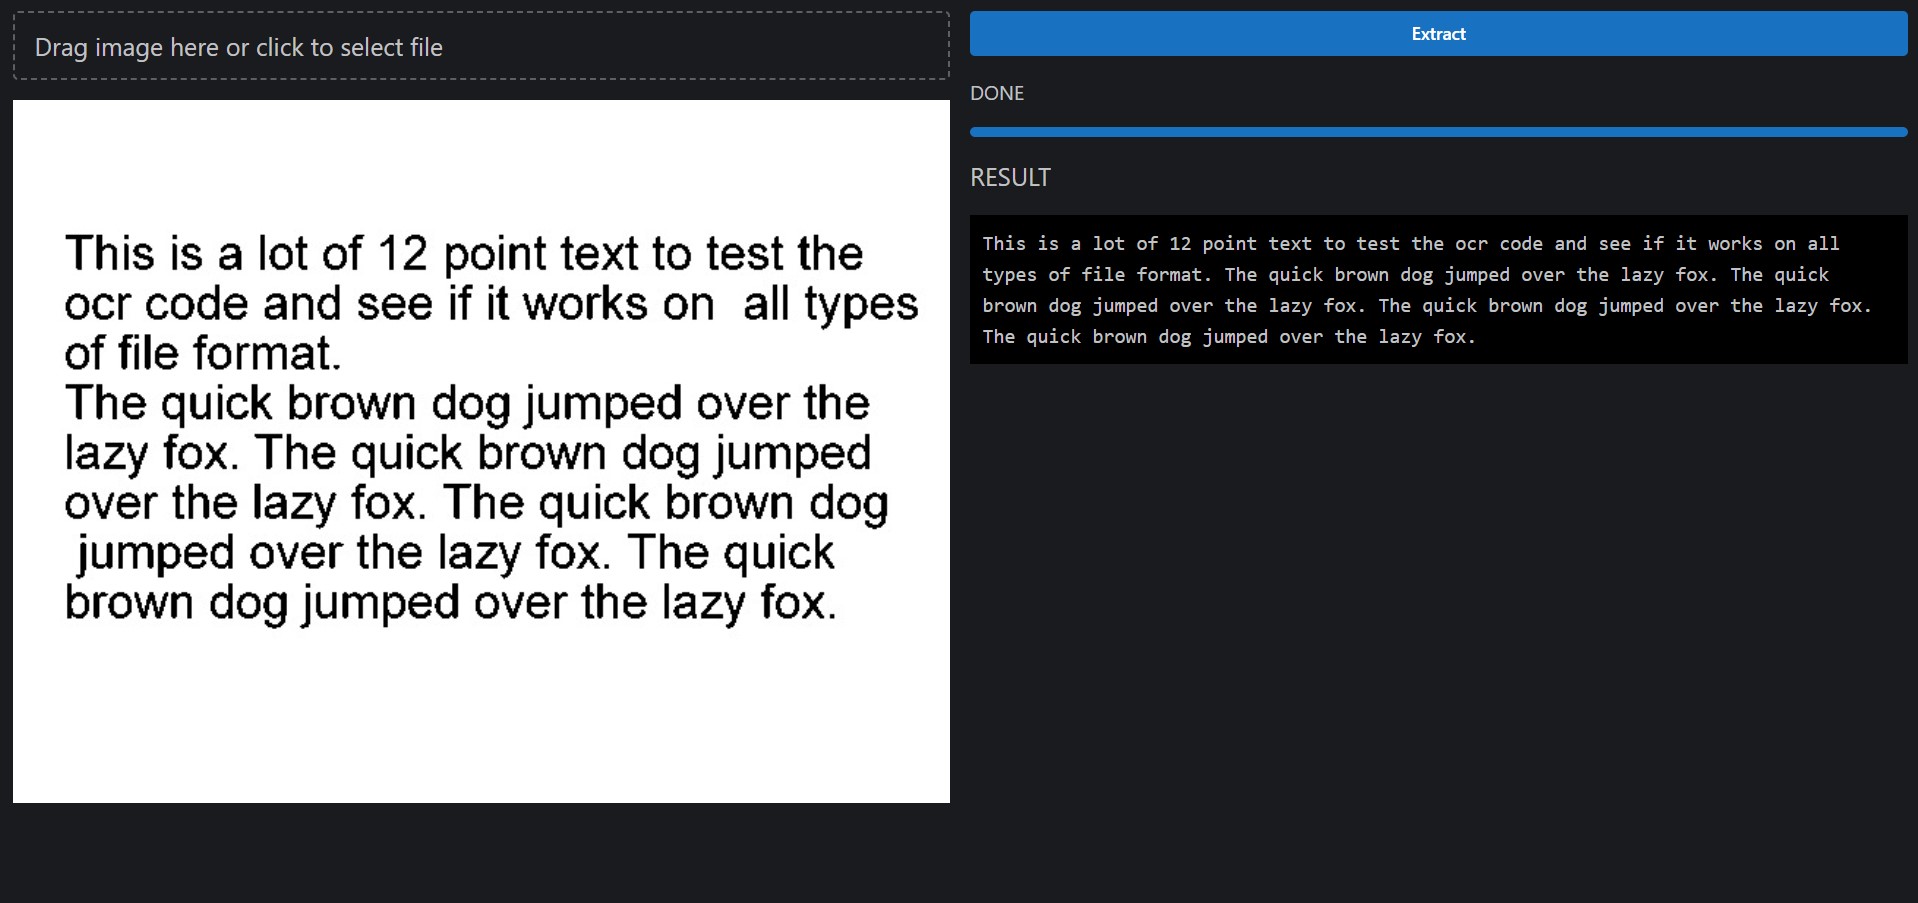 Drag image here or click to select file
This is a lot of 12 point text to test the
ocr code and see if it works on  all types
of file format.
The quick brown dog jumped over the
lazy fox. The quick brown dog jumped
over the lazy fox. The quick brown dog
jumped over the lazy fox. The quick
brown dog jumped over the lazy fox.
Extract
DONE
RESULT
This is a lot of 12 point text to test the ocr code and see if it works on all
types of file format. The quick brown dog jumped over the lazy fox. The quick
brown dog jumped over the lazy fox. The quick brown dog jumped over the lazy fox.
The quick brown dog jumped over the lazy fox.